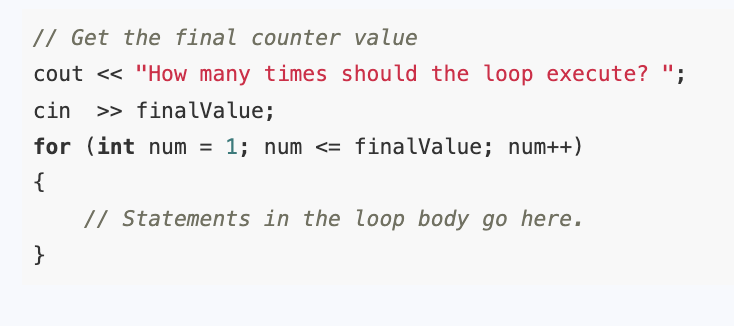 // Get the final counter value
cout << "How many times should the loop execute? ";
cin  >> finalValue;
for (int num = 1; num <= finalValue; num++)
{
    // Statements in the loop body go here.
}